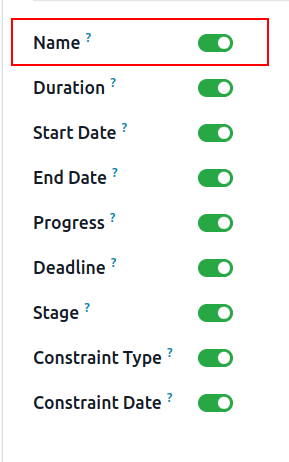 Name ?
Duration ?
Start Date ?
End Date ?
Progress ?
Deadline ?
Stage ?
Constraint Type ?
Constraint Date ?